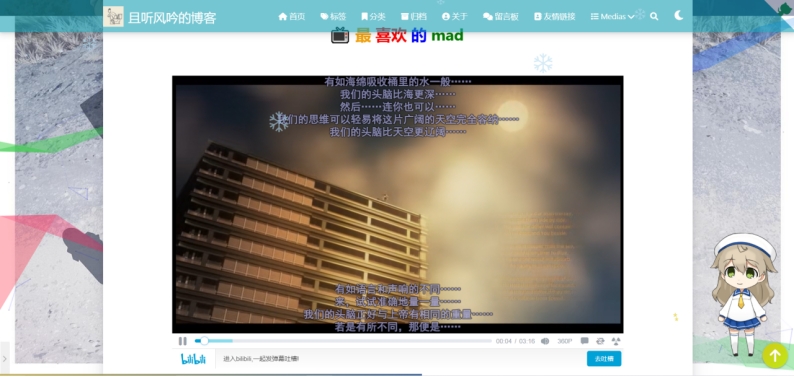 且听风吟的博客 首页 标签 分类 归档 关于 留言板 友情链接 Medias
最 喜欢 的 mad
有如海绵吸收桶里的水一般……
我们的头脑比海更深……
然后……连你也可以……
我们的思维可以轻易将这片广阔的天空完全容纳……
我们的头脑比天空更辽阔……
有如语言和声响的不同……
来，试试准确地量一量……
我们的头脑正好与上帝有相同的重量……
若是有所不同，那便是……
00:04 / 03:16 360P
bilibili 进入bilibili,一起发弹幕吐槽! 去吐槽